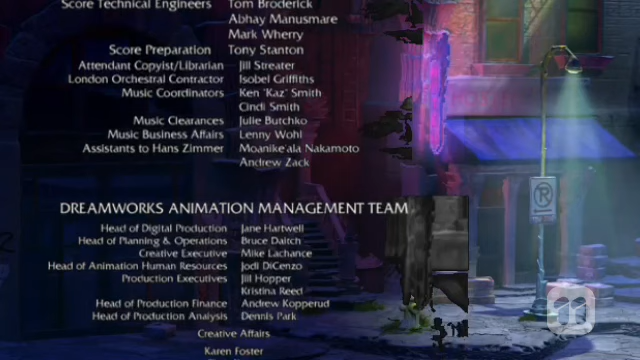 Score Technical Engineers Tom Broderick
Abhay Manusmare
Mark Wherry
Score Preparation Tony Stanton
Attendant Copyist/Librarian Jill Streater
London Orchestral Contractor Isobel Griffiths
Music Coordinators Ken "Kaz" Smith
Cindi Smith
Music Clearances Julie Butchko
Music Business Affairs Lenny Wohl
Assistants to Hans Zimmer Moanike'ala Nakamoto
Andrew Zack
DREAMWORKS ANIMATION MANAGEMENT TEAM
Head of Digital Production Jane Hartwell
Head of Planning & Operations Bruce Daitch
Creative Executive Mike Lachance
Head of Animation Human Resources Jodi DiCenzo
Production Executives Jill Hopper
Kristina Reed
Head of Production Finance Andrew Kopperud
Head of Production Analysis Dennis Park
Creative Affairs
Karen Foster